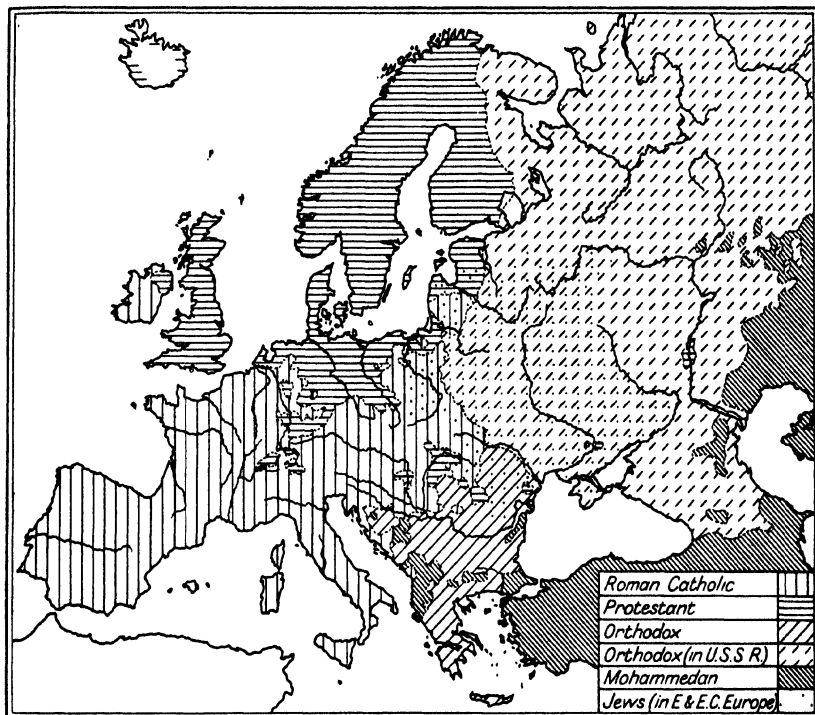 Roman Catholic
Protestant
Orthodox
Orthodox (in U.S.S R.)
Mohammedan
Jews (in E & E.C. Europe)